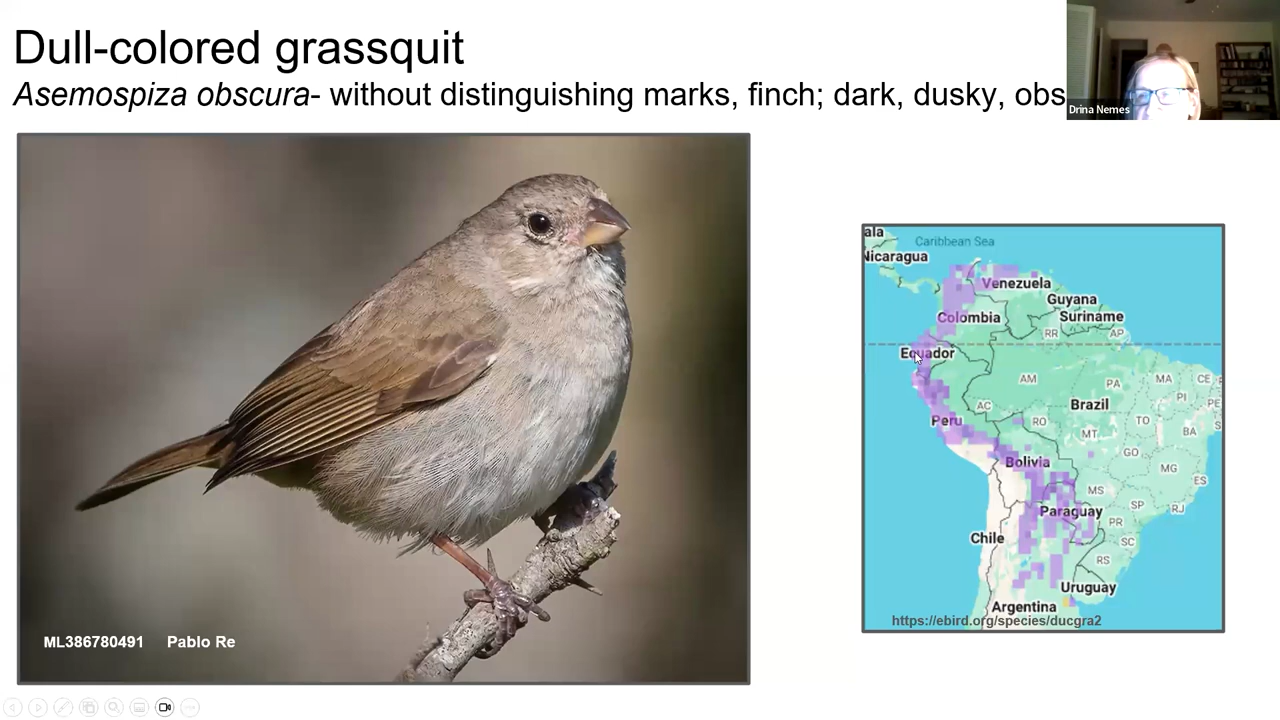 Dull-colored grassquit
Asemospiza obscura- without distinguishing marks, finch; dark, dusky, obs
Drina Nemes
ala
Nicaragua
Caribbean Sea
Venezuela
Guyana
Suriname
Colombia
RR
AP
Ecuador
AM
PA
MA
CE
PI
PE
AC
Brazil
Peru
RO
TO
BA
S
MT
GO
Bolivia
MG
MS
ES
SP
RJ
Paraguay
PR
Chile
SC
RS
Uruguay
Argentina
https://ebird.org/species/ducgra2
ML386780491 Pablo Re